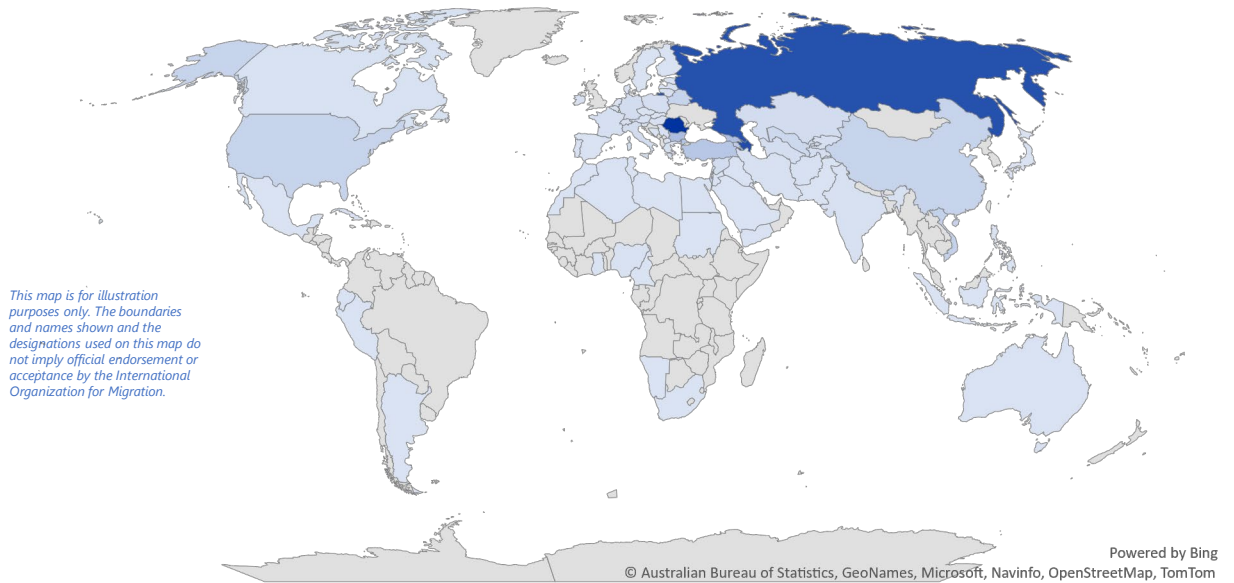 This map is for illustration
purposes only. The boundaries
and names shown and the
designations used on this map do
not imply official endorsement or
acceptance by the International
Organization for Migration.
Powered by Bing
© Australian Bureau of Statistics, GeoNames, Microsoft, Navinfo, OpenStreetMap, TomTom